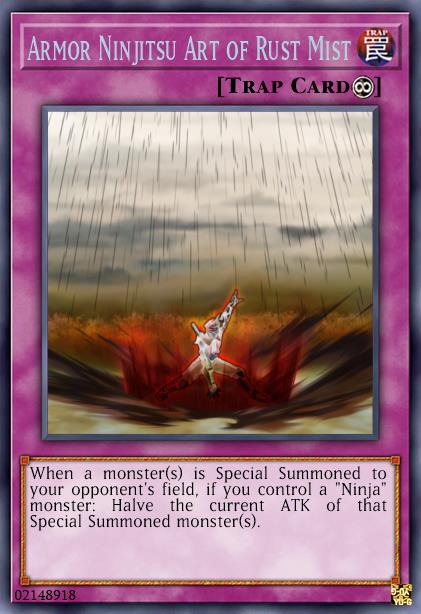 Armor Ninjitsu Art of Rust Mist
TRAP
罠
[Trap Card]
When a monster(s) is Special Summoned to
your opponent's field, if you control a "Ninja"
monster: Halve the current ATK of that
Special Summoned monster(s).
02148918